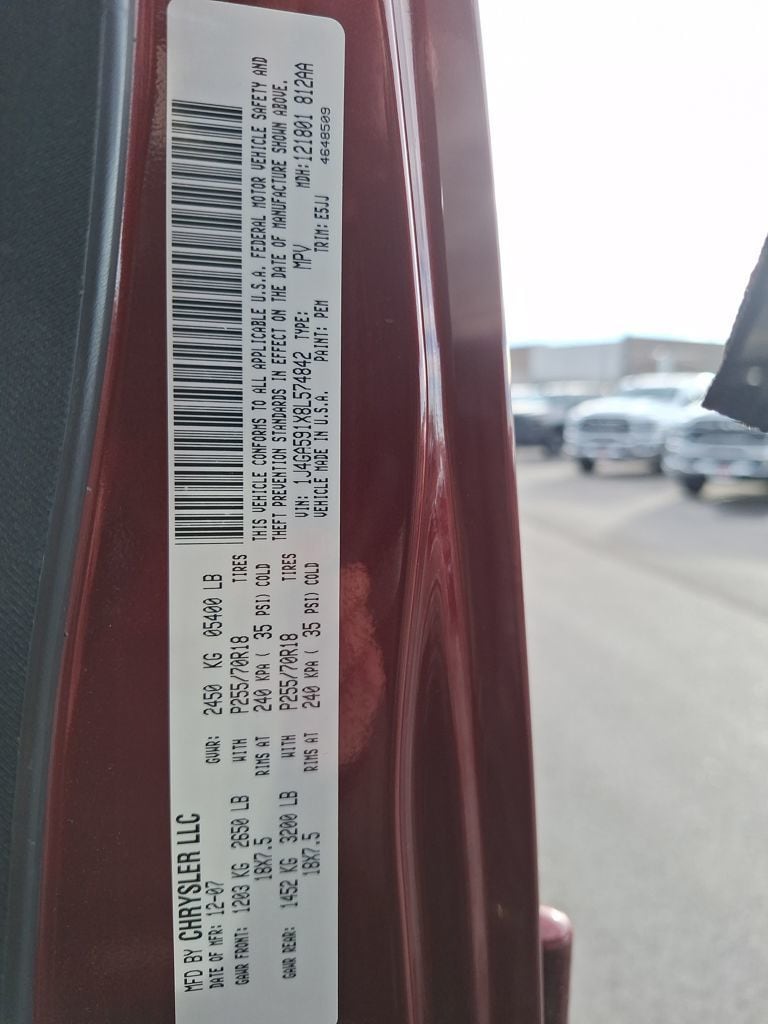 MFD BY CHRYSLER LLC
DATE OF MFR: 12-07 GVWR: 2450 KG 05400 LB
GAWR FRONT: 1203 KG 2650 LB WITH P255/70R18 TIRES
18X7.5 RIMS AT 240 KPA ( 35 PSI) COLD
GAWR REAR: 1452 KG 3200 LB WITH P255/70R18 TIRES
18X7.5 RIMS AT 240 KPA ( 35 PSI) COLD
THIS VEHICLE CONFORMS TO ALL APPLICABLE U.S.A. FEDERAL MOTOR VEHICLE SAFETY AND
THEFT PREVENTION STANDARDS IN EFFECT ON THE DATE OF MANUFACTURE SHOWN ABOVE.
VIN: 1J4GA591X8L574842 TYPE: MPV MDH: 121801 812AA
VEHICLE MADE IN U.S.A. PAINT: PEM TRIM: E5JJ 4648509